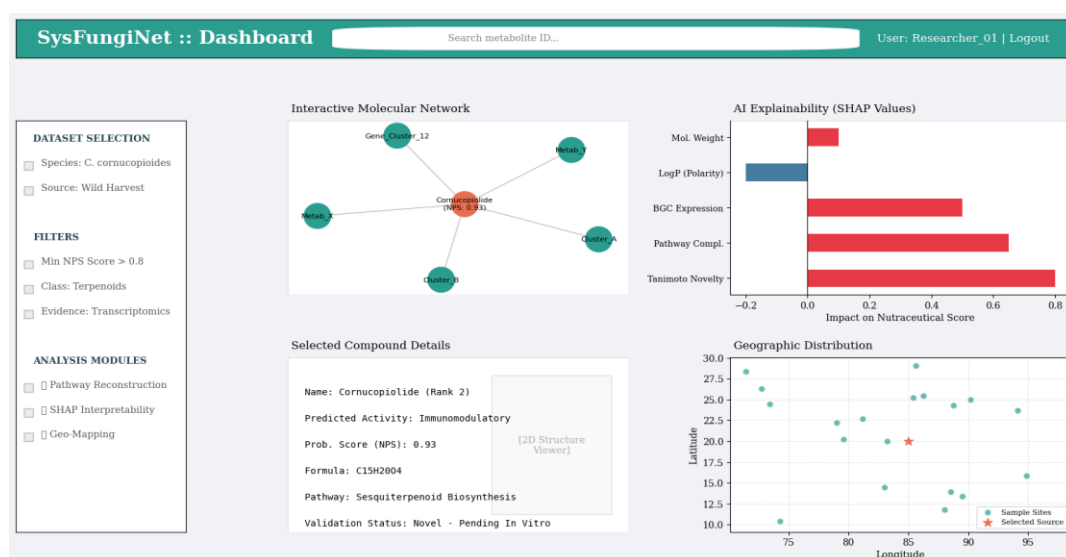 SysFungiNet :: Dashboard
Search metabolite ID...
User: Researcher_01 | Logout
DATASET SELECTION
Species: C. cornucopioides
Source: Wild Harvest
FILTERS
Min NPS Score > 0.8
Class: Terpenoids
Evidence: Transcriptomics
ANALYSIS MODULES
Pathway Reconstruction
SHAP Interpretability
Geo-Mapping
Interactive Molecular Network
Gene_Cluster_12
Metab_Y
Cornucopiolide
(NPS: 0.93)
Metab_X
Cluster_A
Cluster_B
AI Explainability (SHAP Values)
Mol. Weight
LogP (Polarity)
BGC Expression
Pathway Compl.
Tanimoto Novelty
−0.2 0.0 0.2 0.4 0.6 0.8
Impact on Nutraceutical Score
Selected Compound Details
Name: Cornucopiolide (Rank 2)
Predicted Activity: Immunomodulatory
Prob. Score (NPS): 0.93
Formula: C15H20O4
Pathway: Sesquiterpenoid Biosynthesis
Validation Status: Novel - Pending In Vitro
[2D Structure
Viewer]
Geographic Distribution
30.0
27.5
25.0
22.5
20.0
17.5
15.0
12.5
10.0
Latitude
75 80 85 90 95
Longitude
Sample Sites
Selected Source